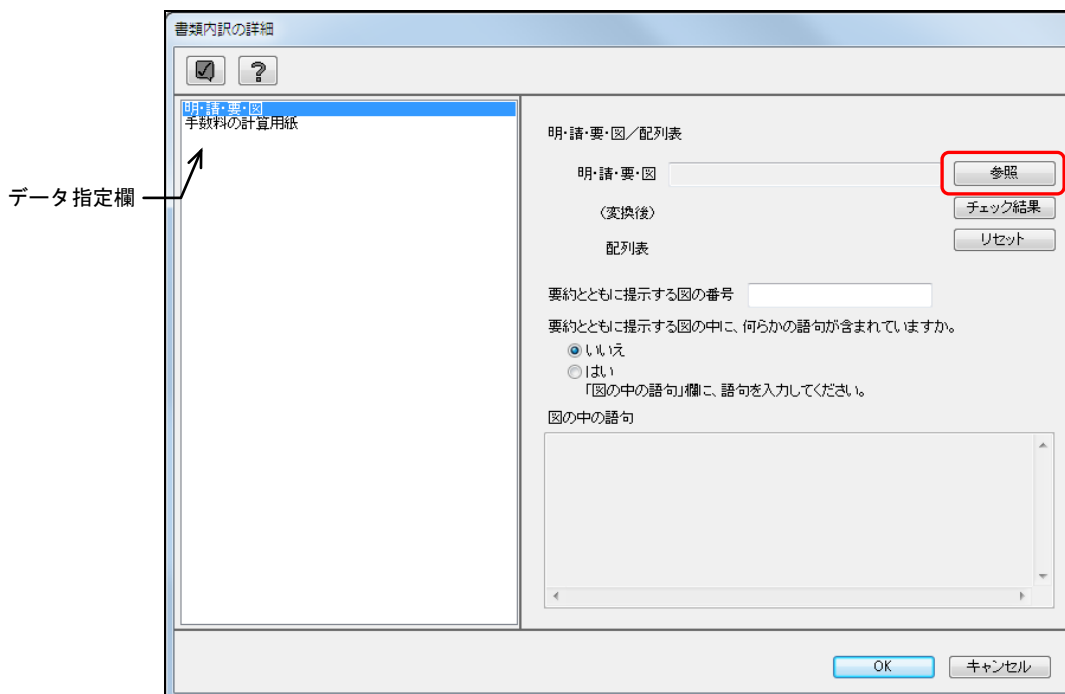 書類内訳の詳細
明・請・要・図
手数料の計算用紙
データ指定欄
明・請・要・図／配列表
明・請・要・図
参照
（変換後）
チェック結果
配列表
リセット
要約とともに提示する図の番号
要約とともに提示する図の中に、何らかの語句が含まれていますか。
いいえ
はい
「図の中の語句」欄に、語句を入力してください。
図の中の語句
OK
キャンセル